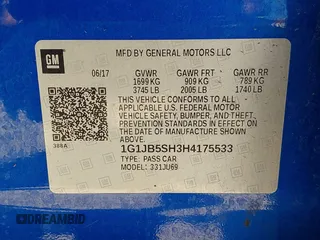 GM
MFD BY GENERAL MOTORS LLC
06/17 GVWR GAWR FRT GAWR RR
1699 KG 909 KG 789 KG
3745 LB 2005 LB 1740 LB
THIS VEHICLE CONFORMS TO ALL APPLICABLE
U.S. FEDERAL MOTOR VEHICLE SAFETY,
BUMPER, AND THEFT PREVENTION STANDARDS IN
EFFECT ON THE DATE OF MANUFACTURE
SHOWN ABOVE.
388A
1G1JB5SH3H4175533
TYPE: PASS CAR
MODEL: 331JU69
DREAMBID